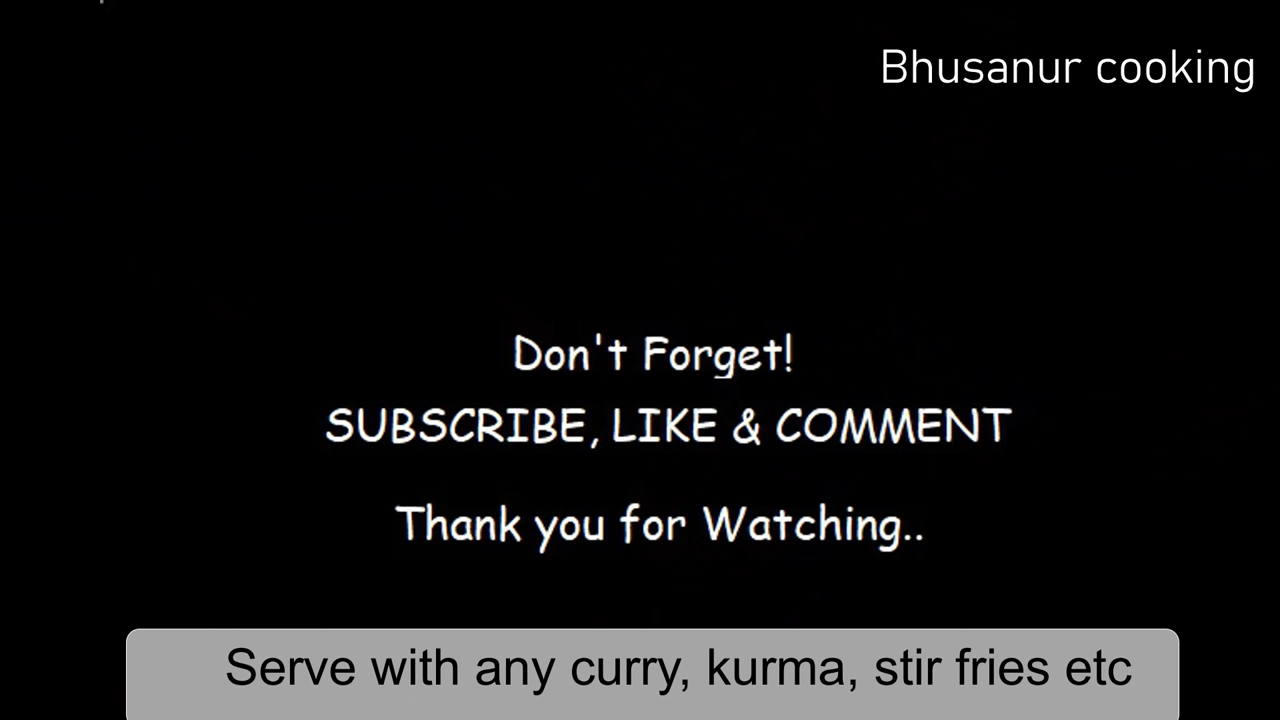 Bhusanur cooking
Don't Forget!
SUBSCRIBE, LIKE & COMMENT
Thank you for Watching..
Serve with any curry, kurma, stir fries etc